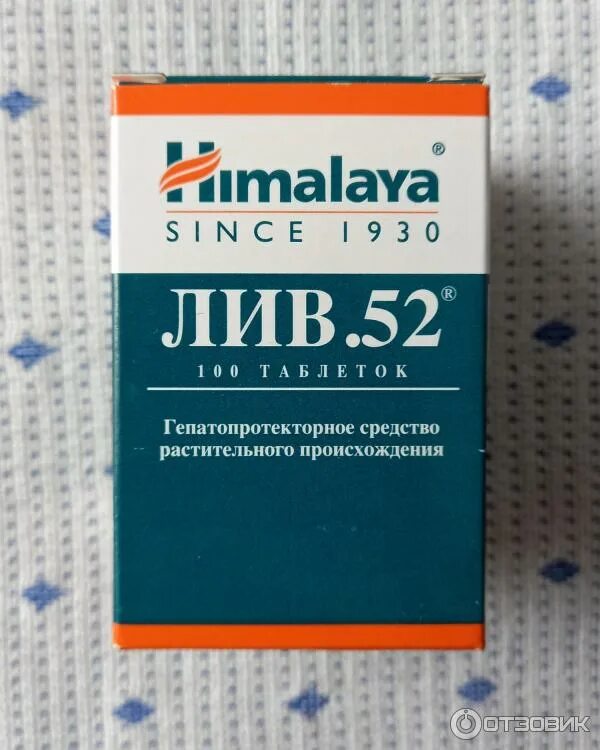 Himalaya®
SINCE 1930
ЛИВ.52®
100 ТАБЛЕТОК
Гепатопротекторное средство
растительного происхождения
ОТЗОВИК